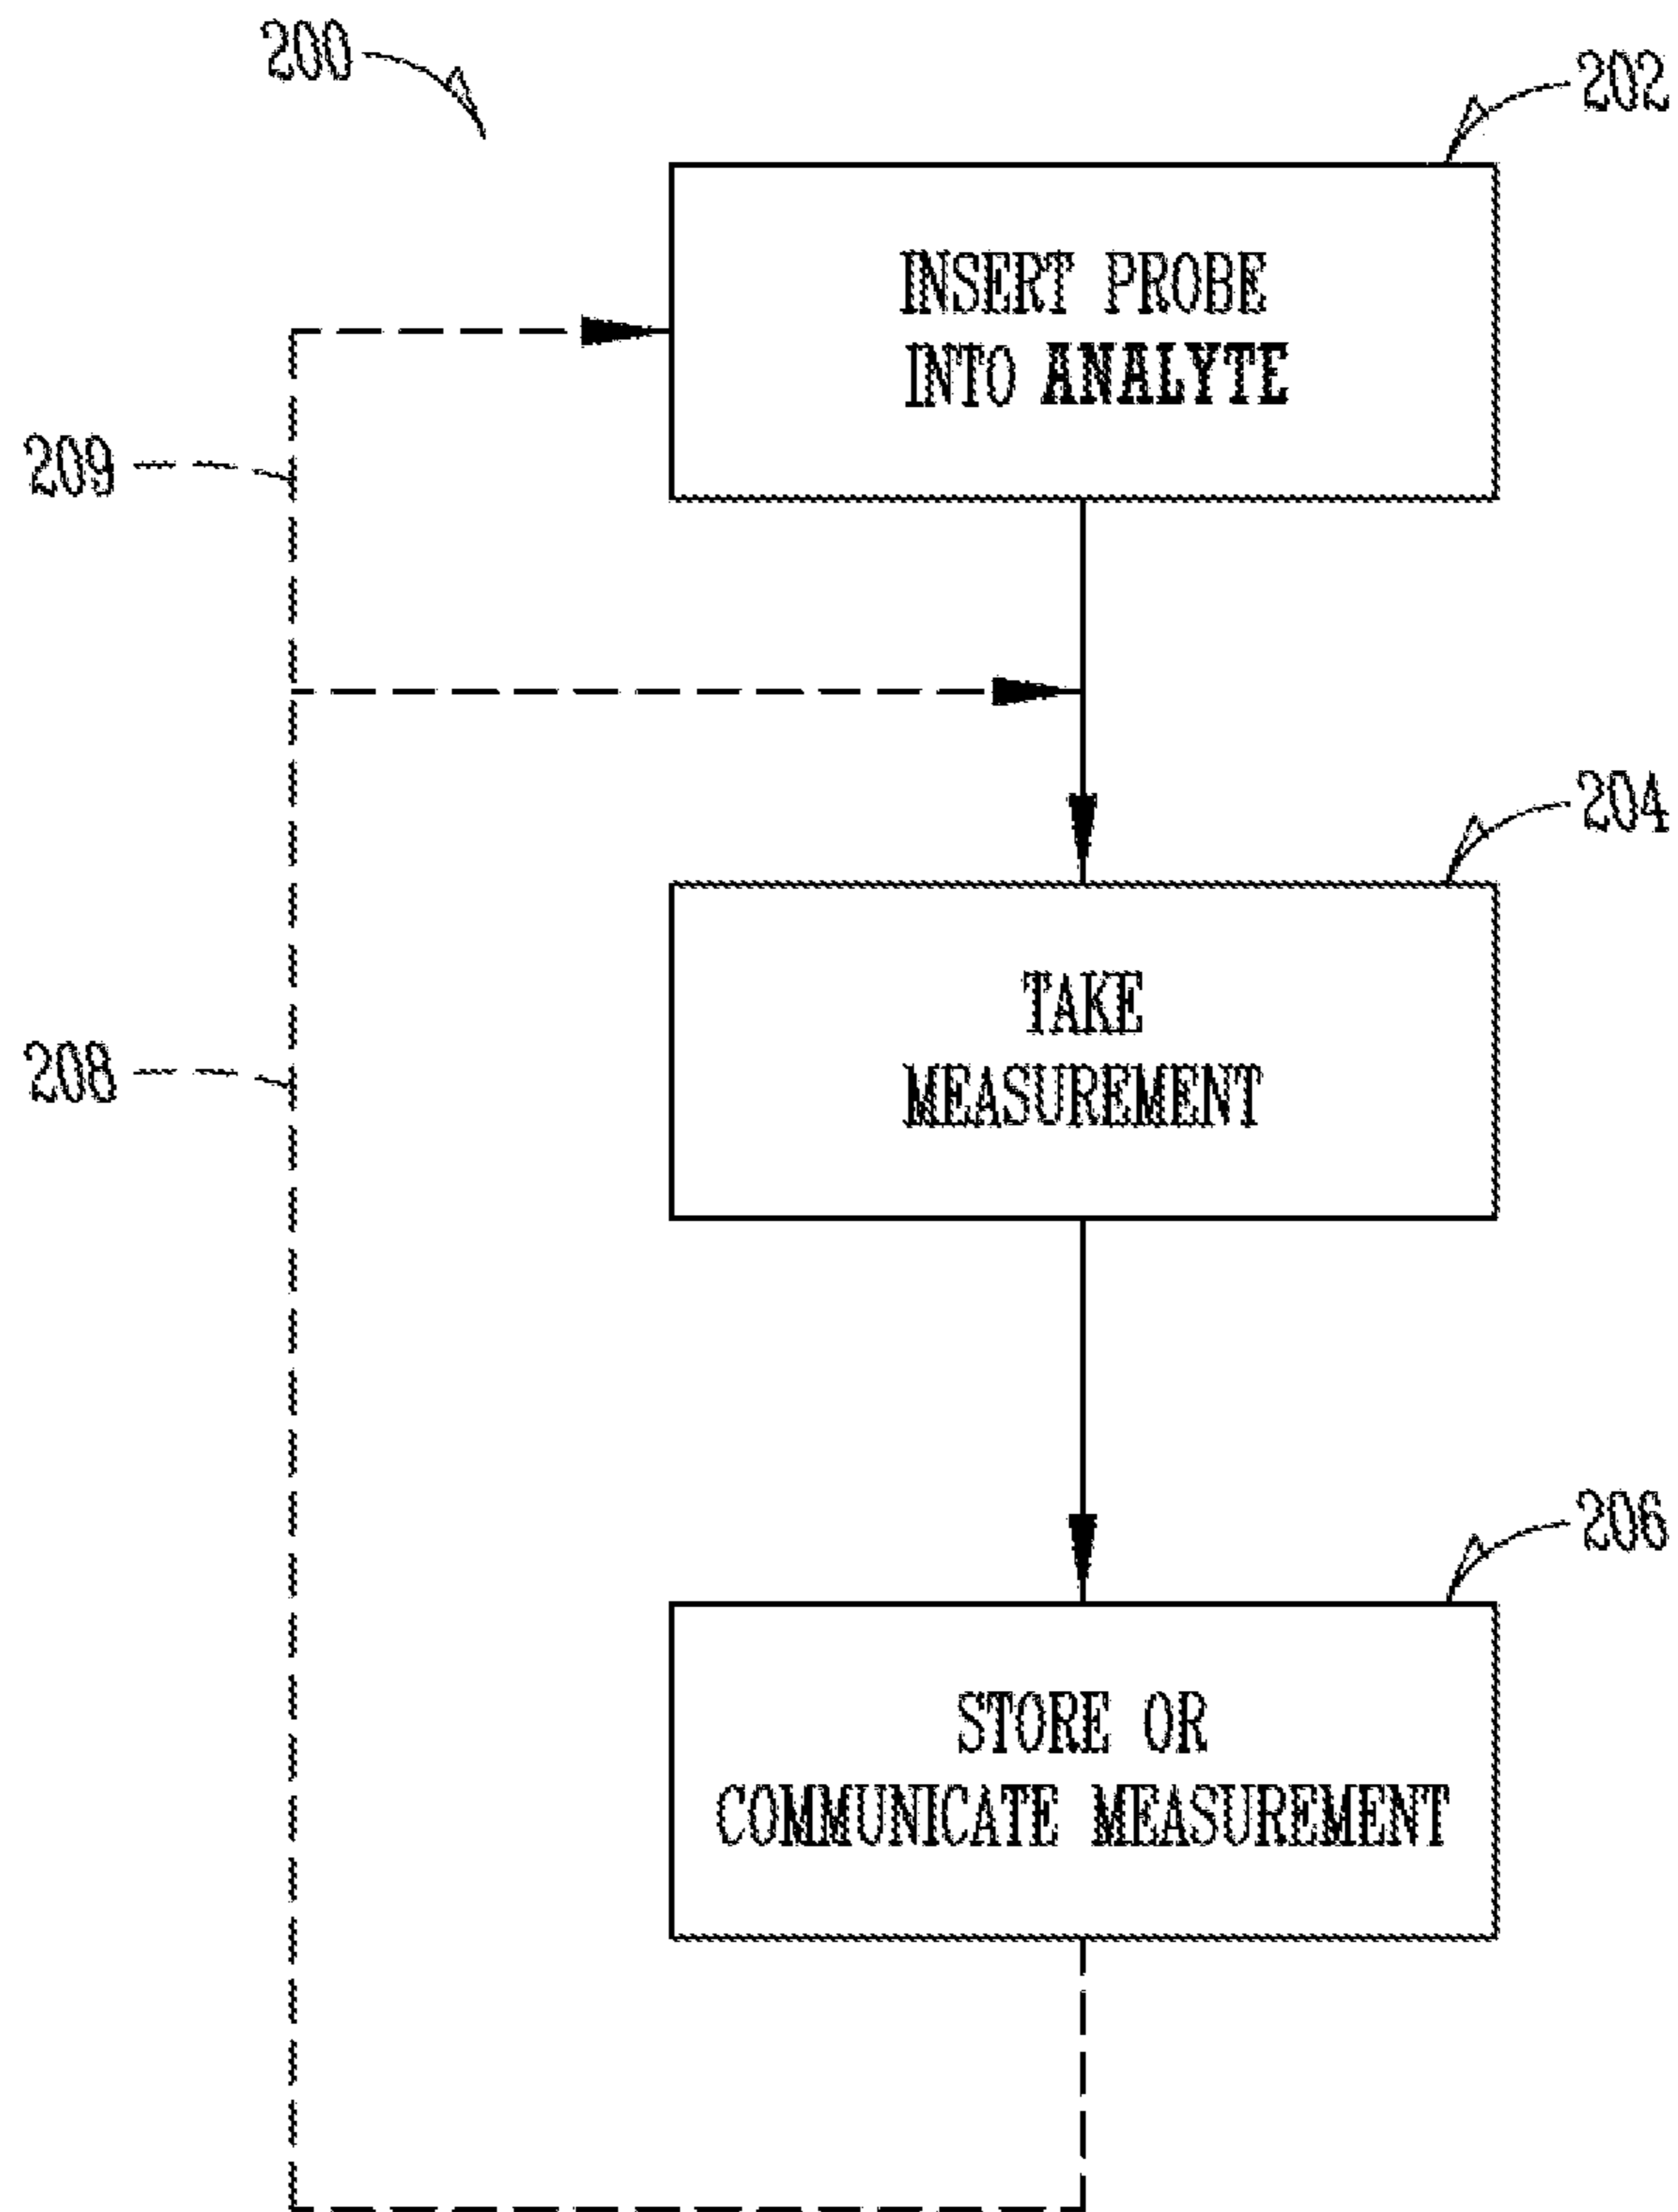 200
202
INSERT PROBE
INTO ANALYTE
209
204
TAKE
MEASUREMENT
208
206
STORE OR
COMMUNICATE MEASUREMENT